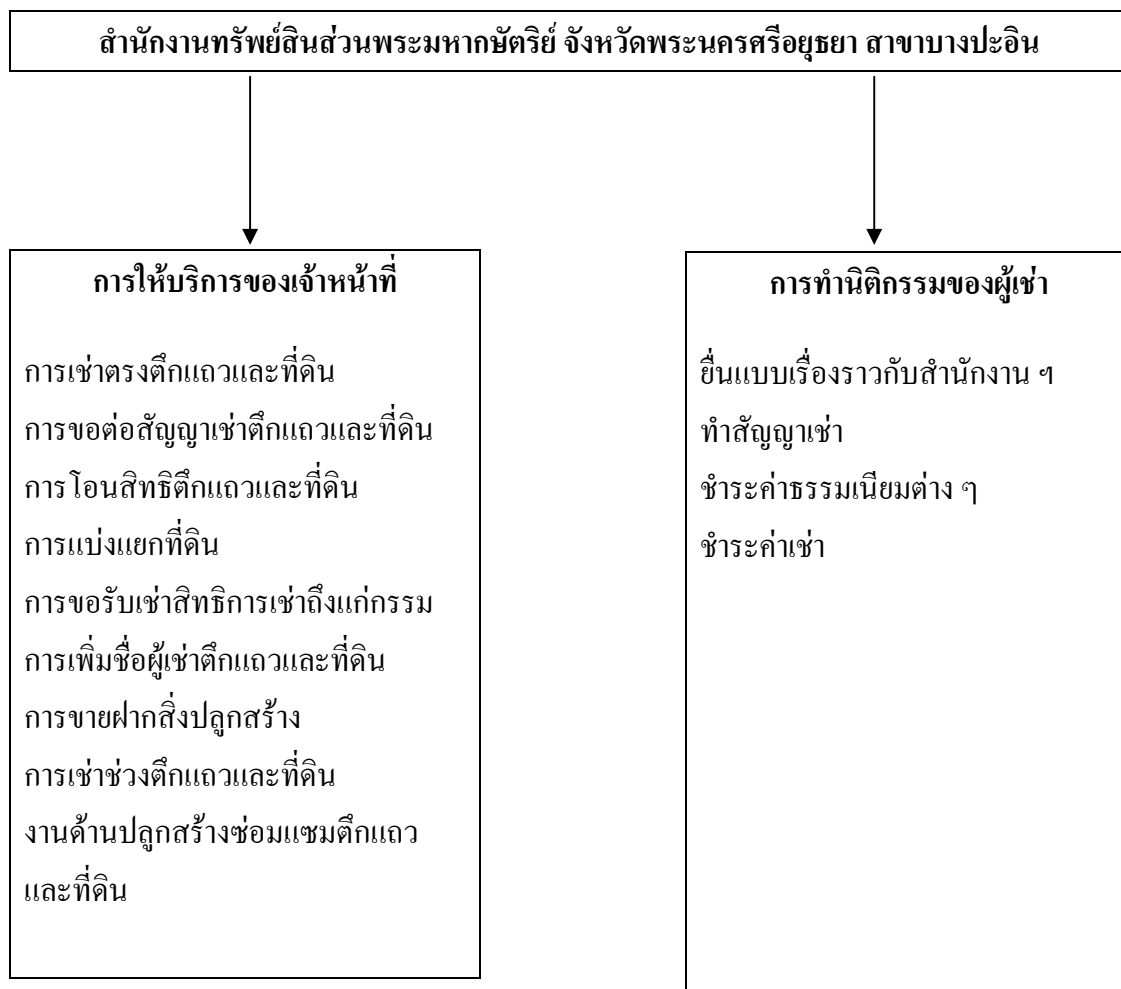 สำนักงานทรัพย์สินส่วนพระมหากษัตริย์ จังหวัดพระนครศรีอยุธยา สาขาบางปะอิน
การให้บริการของเจ้าหน้าที่
การเช่าตรงตึกแถวและที่ดิน
การขอต่อสัญญาเช่าตึกแถวและที่ดิน
การโอนสิทธิตึกแถวและที่ดิน
การแบ่งแยกที่ดิน
การขอรับเช่าสิทธิการเช่าถึงแก่กรรม
การเพิ่มชื่อผู้เช่าตึกแถวและที่ดิน
การขายฝากสิ่งปลูกสร้าง
การเช่าช่วงตึกแถวและที่ดิน
งานด้านปลูกสร้างซ่อมแซมตึกแถว
และที่ดิน
การทำนิติกรรมของผู้เช่า
ยื่นแบบเรื่องราวกับสำนักงาน ฯ
ทำสัญญาเช่า
ชำระค่าธรรมเนียมต่าง ๆ
ชำระค่าเช่า